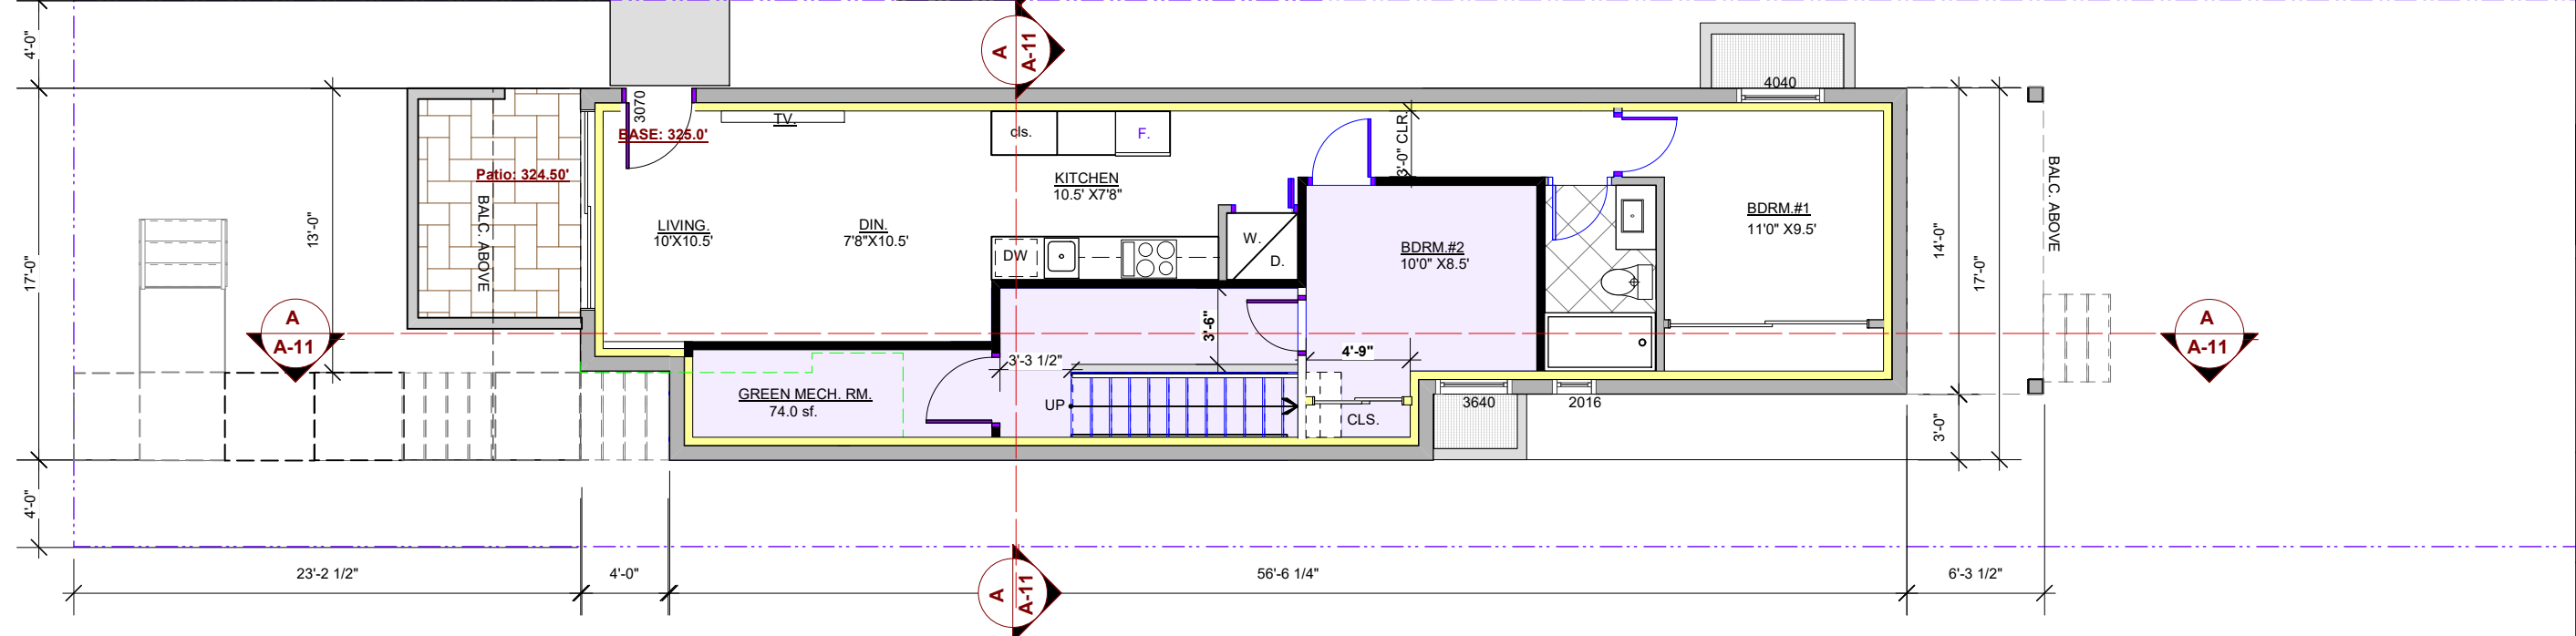 4'-0"
A
A-11
4040
3070
TV.
BASE: 325.0'
cls.
F.
3'-0" CLR.
Patio: 324.50'
BALC. ABOVE
BALC. ABOVE
KITCHEN
10.5' X7'8"
13'-0"
LIVING.
10'X10.5'
DIN.
7'8"X10.5'
W.
D.
DW
BDRM.#2
10'0" X8.5'
BDRM.#1
11'0" X9.5'
14'-0"
17'-0"
17'-0"
A
A-11
3'-6"
4'-9"
3'-3 1/2"
A
A-11
GREEN MECH. RM.
74.0 sf.
UP
CLS.
3640
2016
3'-0"
4'-0"
23'-2 1/2"
4'-0"
A
A-11
56'-6 1/4"
6'-3 1/2"